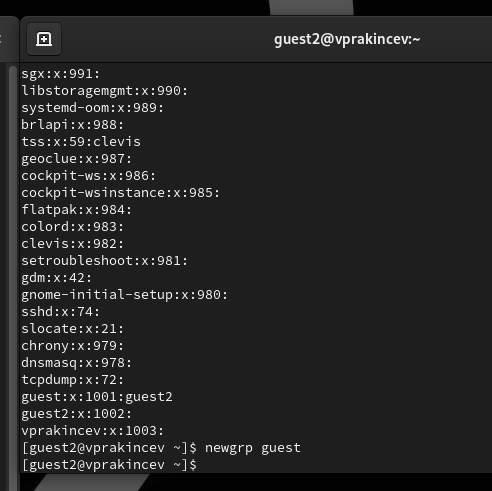 guest2@vprakincev:~
sgx:x:991:
libstoragemgmt:x:990:
systemd-oom:x:989:
brlapi:x:988:
tss:x:59:clevis
geoclue:x:987:
cockpit-ws:x:986:
cockpit-wsinstance:x:985:
flatpak:x:984:
colord:x:983:
clevis:x:982:
setroubleshoot:x:981:
gdm:x:42:
gnome-initial-setup:x:980:
sshd:x:74:
slocate:x:21:
chrony:x:979:
dnsmasq:x:978:
tcpdump:x:72:
guest:x:1001:guest2
guest2:x:1002:
vprakincev:x:1003:
[guest2@vprakincev ~]$ newgrp guest
[guest2@vprakincev ~]$